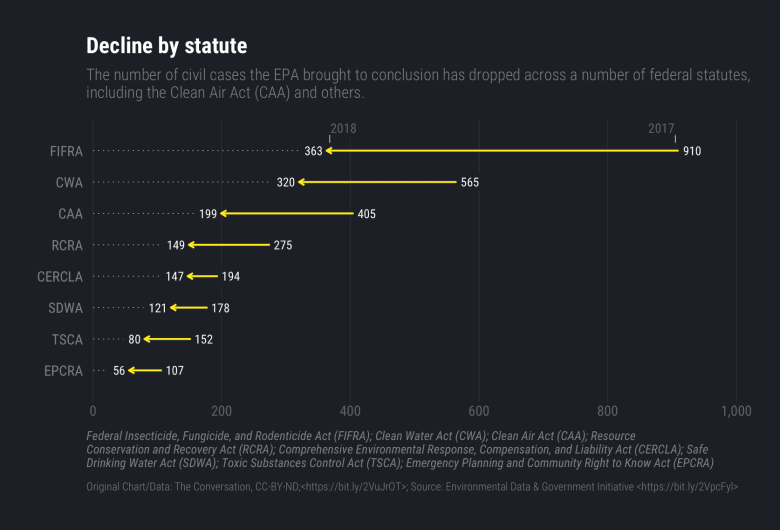 Decline by statute
The number of civil cases the EPA brought to conclusion has dropped across a number of federal statutes,
including the Clean Air Act (CAA) and others.
2018 2017
FIFRA 363 910
CWA 320 565
CAA 199 405
RCRA 149 275
CERCLA 147 194
SDWA 121 178
TSCA 80 152
EPCRA 56 107
0 200 400 600 800 1,000
Federal Insecticide, Fungicide, and Rodenticide Act (FIFRA); Clean Water Act (CWA); Clean Air Act (CAA); Resource
Conservation and Recovery Act (RCRA); Comprehensive Environmental Response, Compensation, and Liability Act (CERCLA); Safe
Drinking Water Act (SDWA); Toxic Substances Control Act (TSCA); Emergency Planning and Community Right to Know Act (EPCRA)
Original Chart/Data: The Conversation, CC-BY-ND;<https://bit.ly/2VuJrOT>; Source: Environmental Data & Government Initiative <https://bit.ly/2VpcFyl>